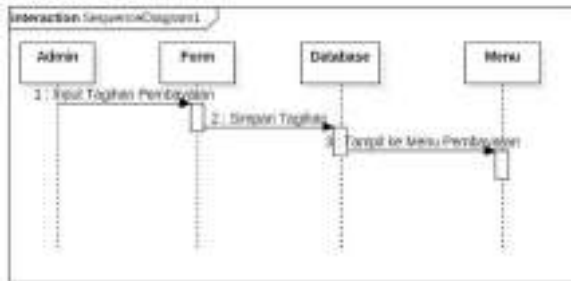 interaction SequenceDiagram1
Admin
Form
Database
Menu
1 : Input Tagihan Pembayaran
2 : Simpan Tagihan
3 : Tampil ke Menu Pembayaran